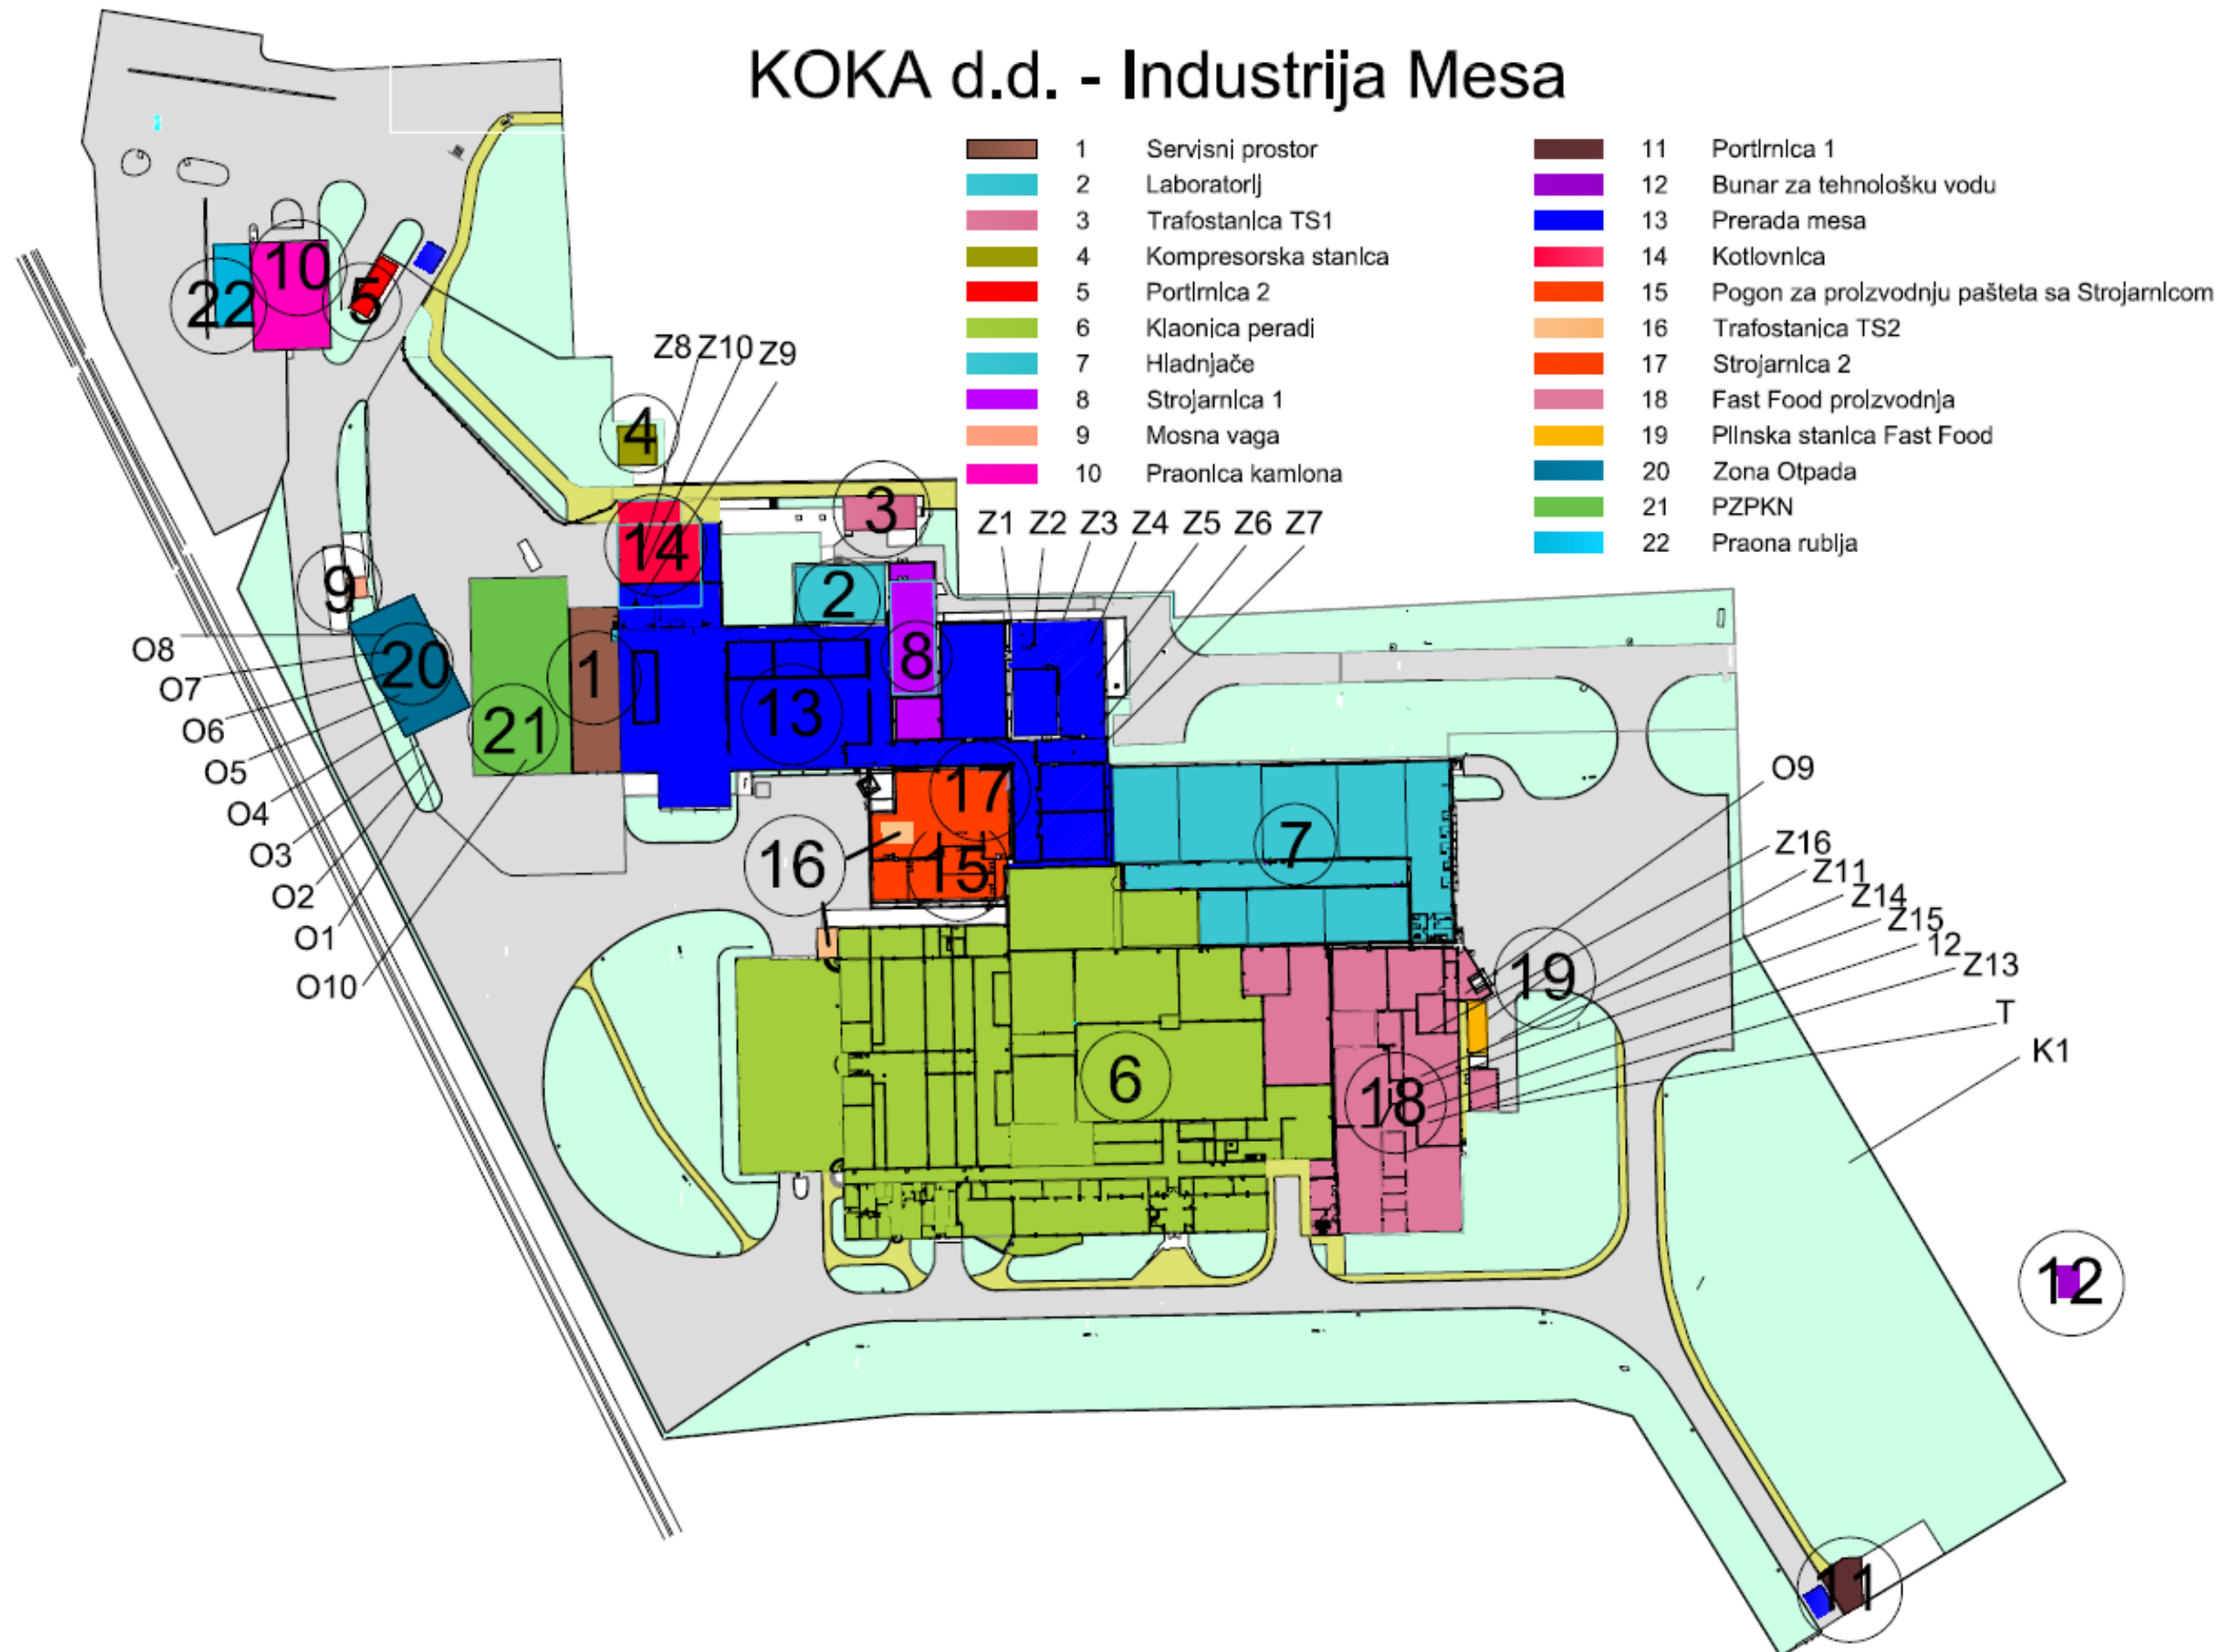 KOKA d.d. - Industrija Mesa
1 Servisni prostor
2 Laboratorij
3 Trafostanica TS1
4 Kompresorska stanica
5 Portirnica 2
6 Klaonica peradi
7 Hladnjače
8 Strojarnica 1
9 Mosna vaga
10 Praonica kamiona
11 Portirnica 1
12 Bunar za tehnološku vodu
13 Prerada mesa
14 Kotlovnica
15 Pogon za proizvodnju pašteta sa Strojarnicom
16 Trafostanica TS2
17 Strojarnica 2
18 Fast Food proizvodnja
19 Plinska stanica Fast Food
20 Zona Otpada
21 PZPKN
22 Praona rublja
10
22
5
Z8 Z10 Z9
4
3
14
Z1 Z2 Z3 Z4 Z5 Z6 Z7
9
2
O8
20
1
8
O7
13
21
O6
O5
17
O9
O4
16
15
7
Z16
O3
Z11
O2
Z14
Z15
O1
12
19
Z13
O10
T
6
18
K1
12
11